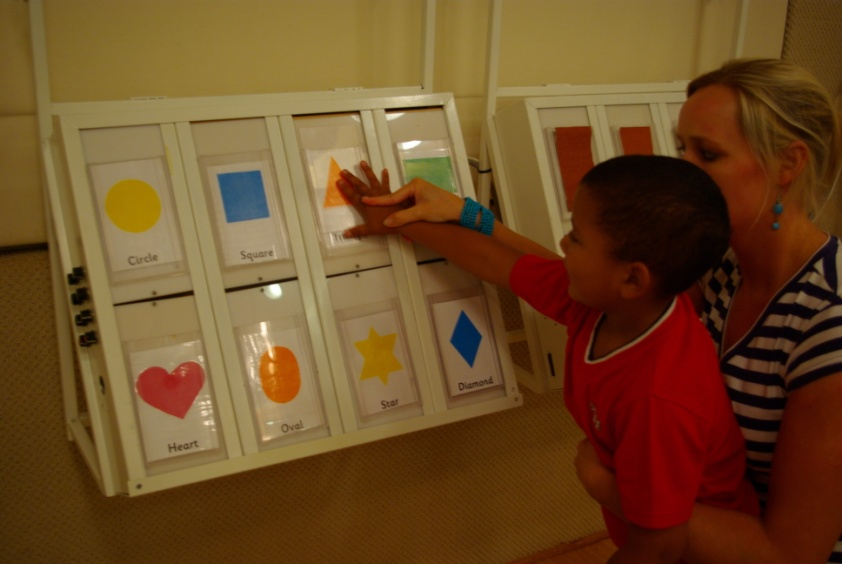 Circle
Square
Heart
Oval
Star
Diamond